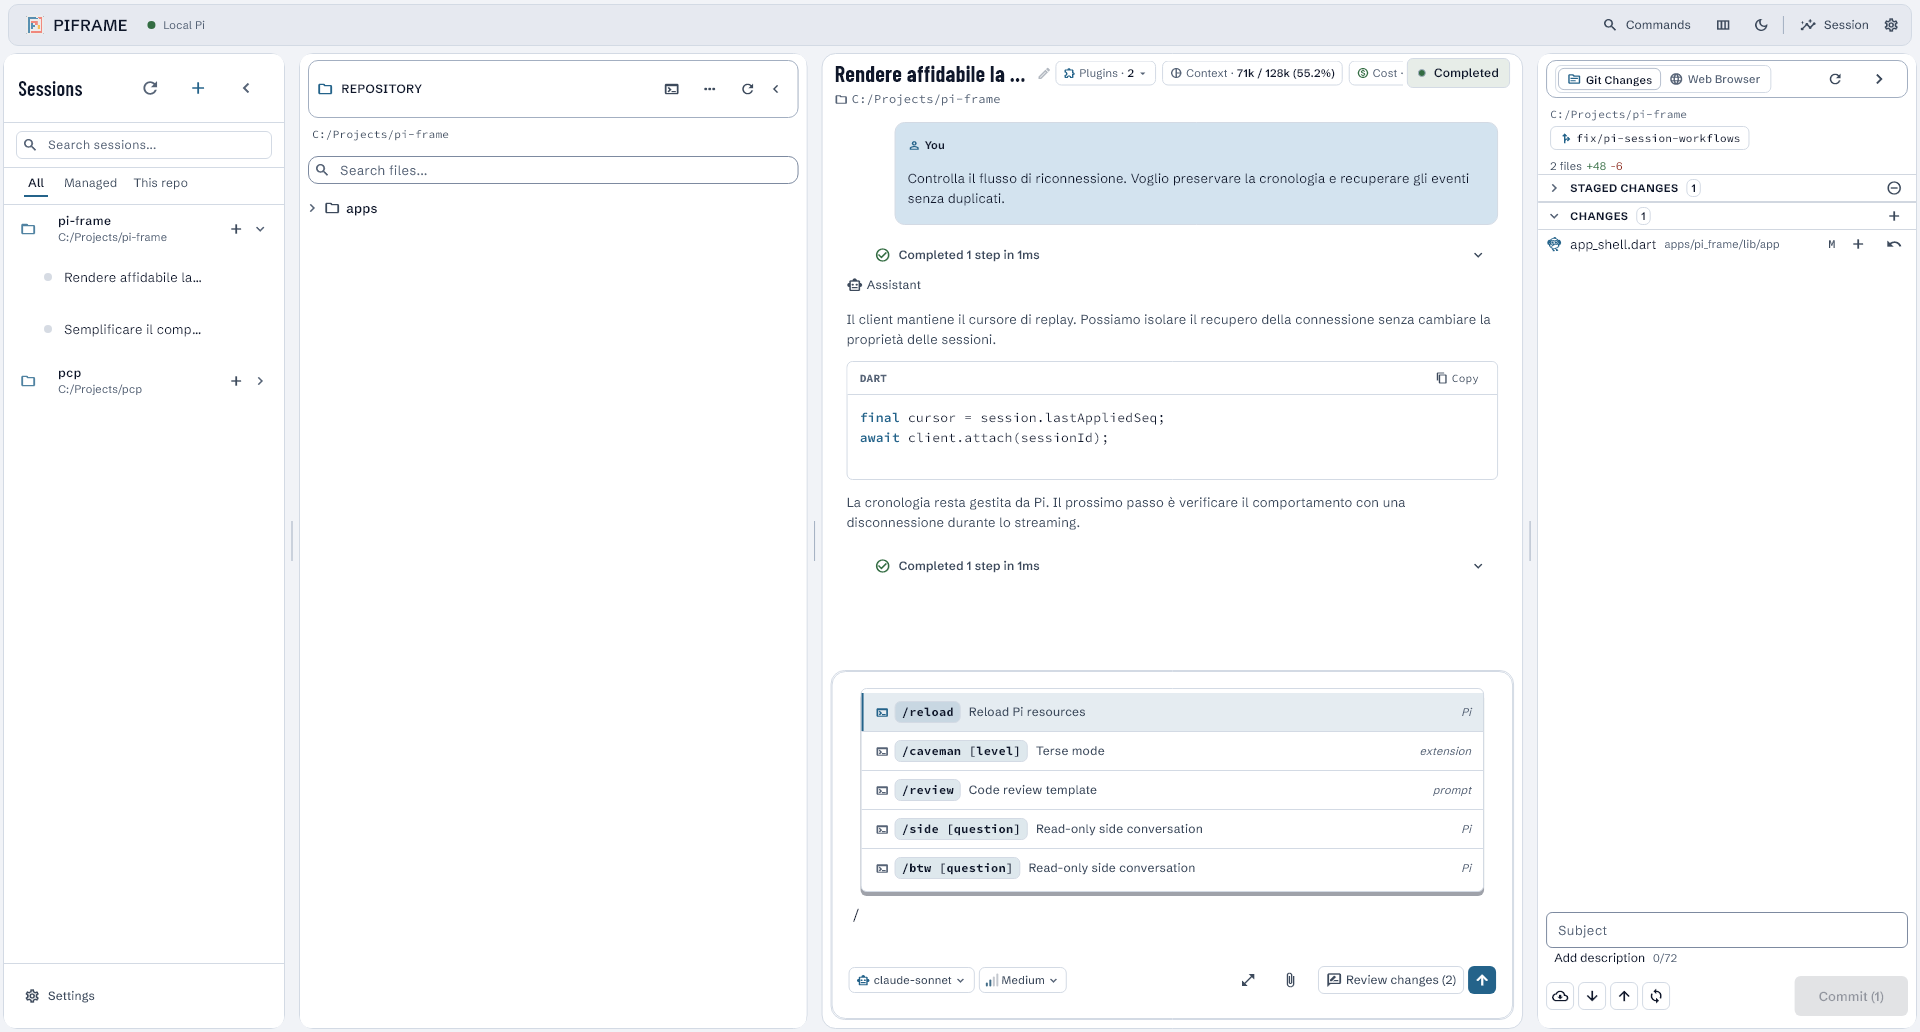 PIFRAME
Local Pi
Commands
Session
Sessions
Search sessions...
All Managed This repo
pi-frame
C:/Projects/pi-frame
Rendere affidabile la...
Semplificare il comp...
pcp
C:/Projects/pcp
Settings
REPOSITORY
C:/Projects/pi-frame
Search files...
apps
Rendere affidabile la ...
Plugins · 2
Context · 71k / 128k (55.2%)
Cost ·
Completed
C:/Projects/pi-frame
You
Controlla il flusso di riconnessione. Voglio preservare la cronologia e recuperare gli eventi
senza duplicati.
Completed 1 step in 1ms
Assistant
Il client mantiene il cursore di replay. Possiamo isolare il recupero della connessione senza cambiare la
proprietà delle sessioni.
DART
Copy
final cursor = session.lastAppliedSeq;
await client.attach(sessionId);
La cronologia resta gestita da Pi. Il prossimo passo è verificare il comportamento con una
disconnessione durante lo streaming.
Completed 1 step in 1ms
/reload Reload Pi resources Pi
/caveman [level] Terse mode extension
/review Code review template prompt
/side [question] Read-only side conversation Pi
/btw [question] Read-only side conversation Pi
/
claude-sonnet
Medium
Review changes (2)
Git Changes
Web Browser
C:/Projects/pi-frame
fix/pi-session-workflows
2 files +48 -6
STAGED CHANGES 1
CHANGES 1
app_shell.dart apps/pi_frame/lib/app M
Subject
Add description 0/72
Commit (1)